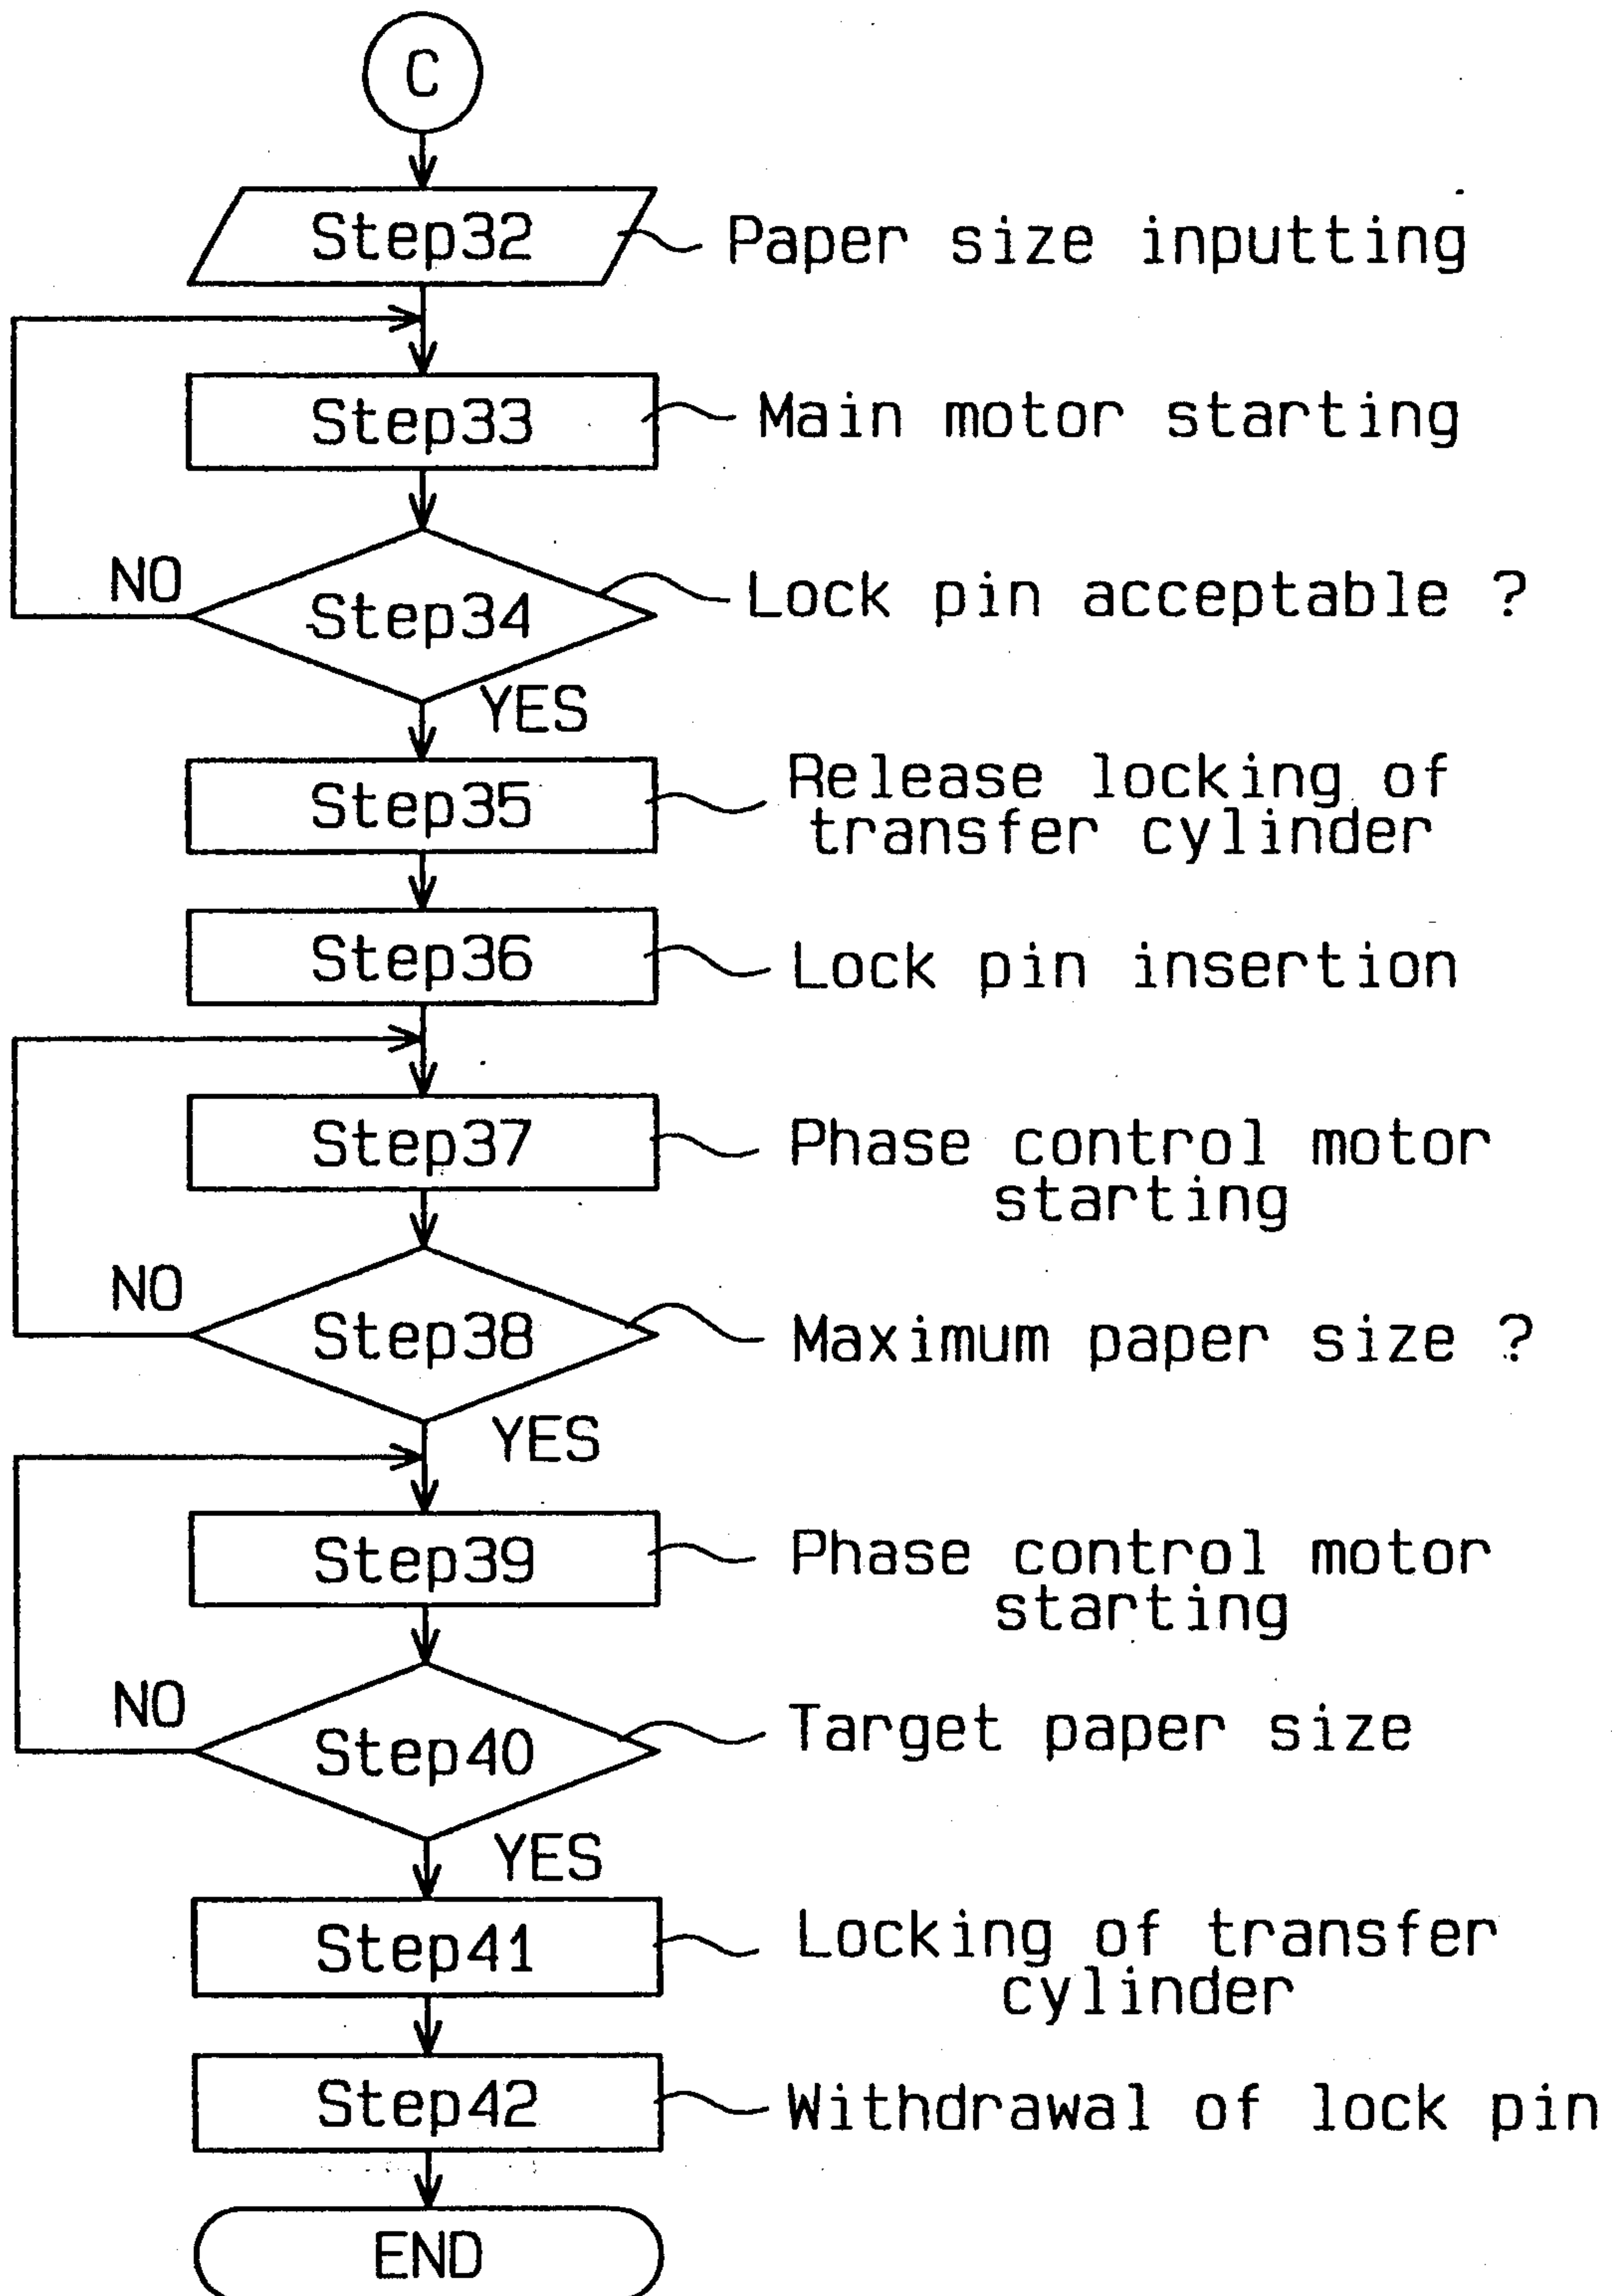 C
Step32
Paper size inputting
Step33
Main motor starting
NO
Step34
Lock pin acceptable ?
YES
Step35
Release locking of
transfer cylinder
Step36
Lock pin insertion
Step37
Phase control motor
starting
NO
Step38
Maximum paper size ?
YES
Step39
Phase control motor
starting
NO
Step40
Target paper size
YES
Step41
Locking of transfer
cylinder
Step42
Withdrawal of lock pin
END